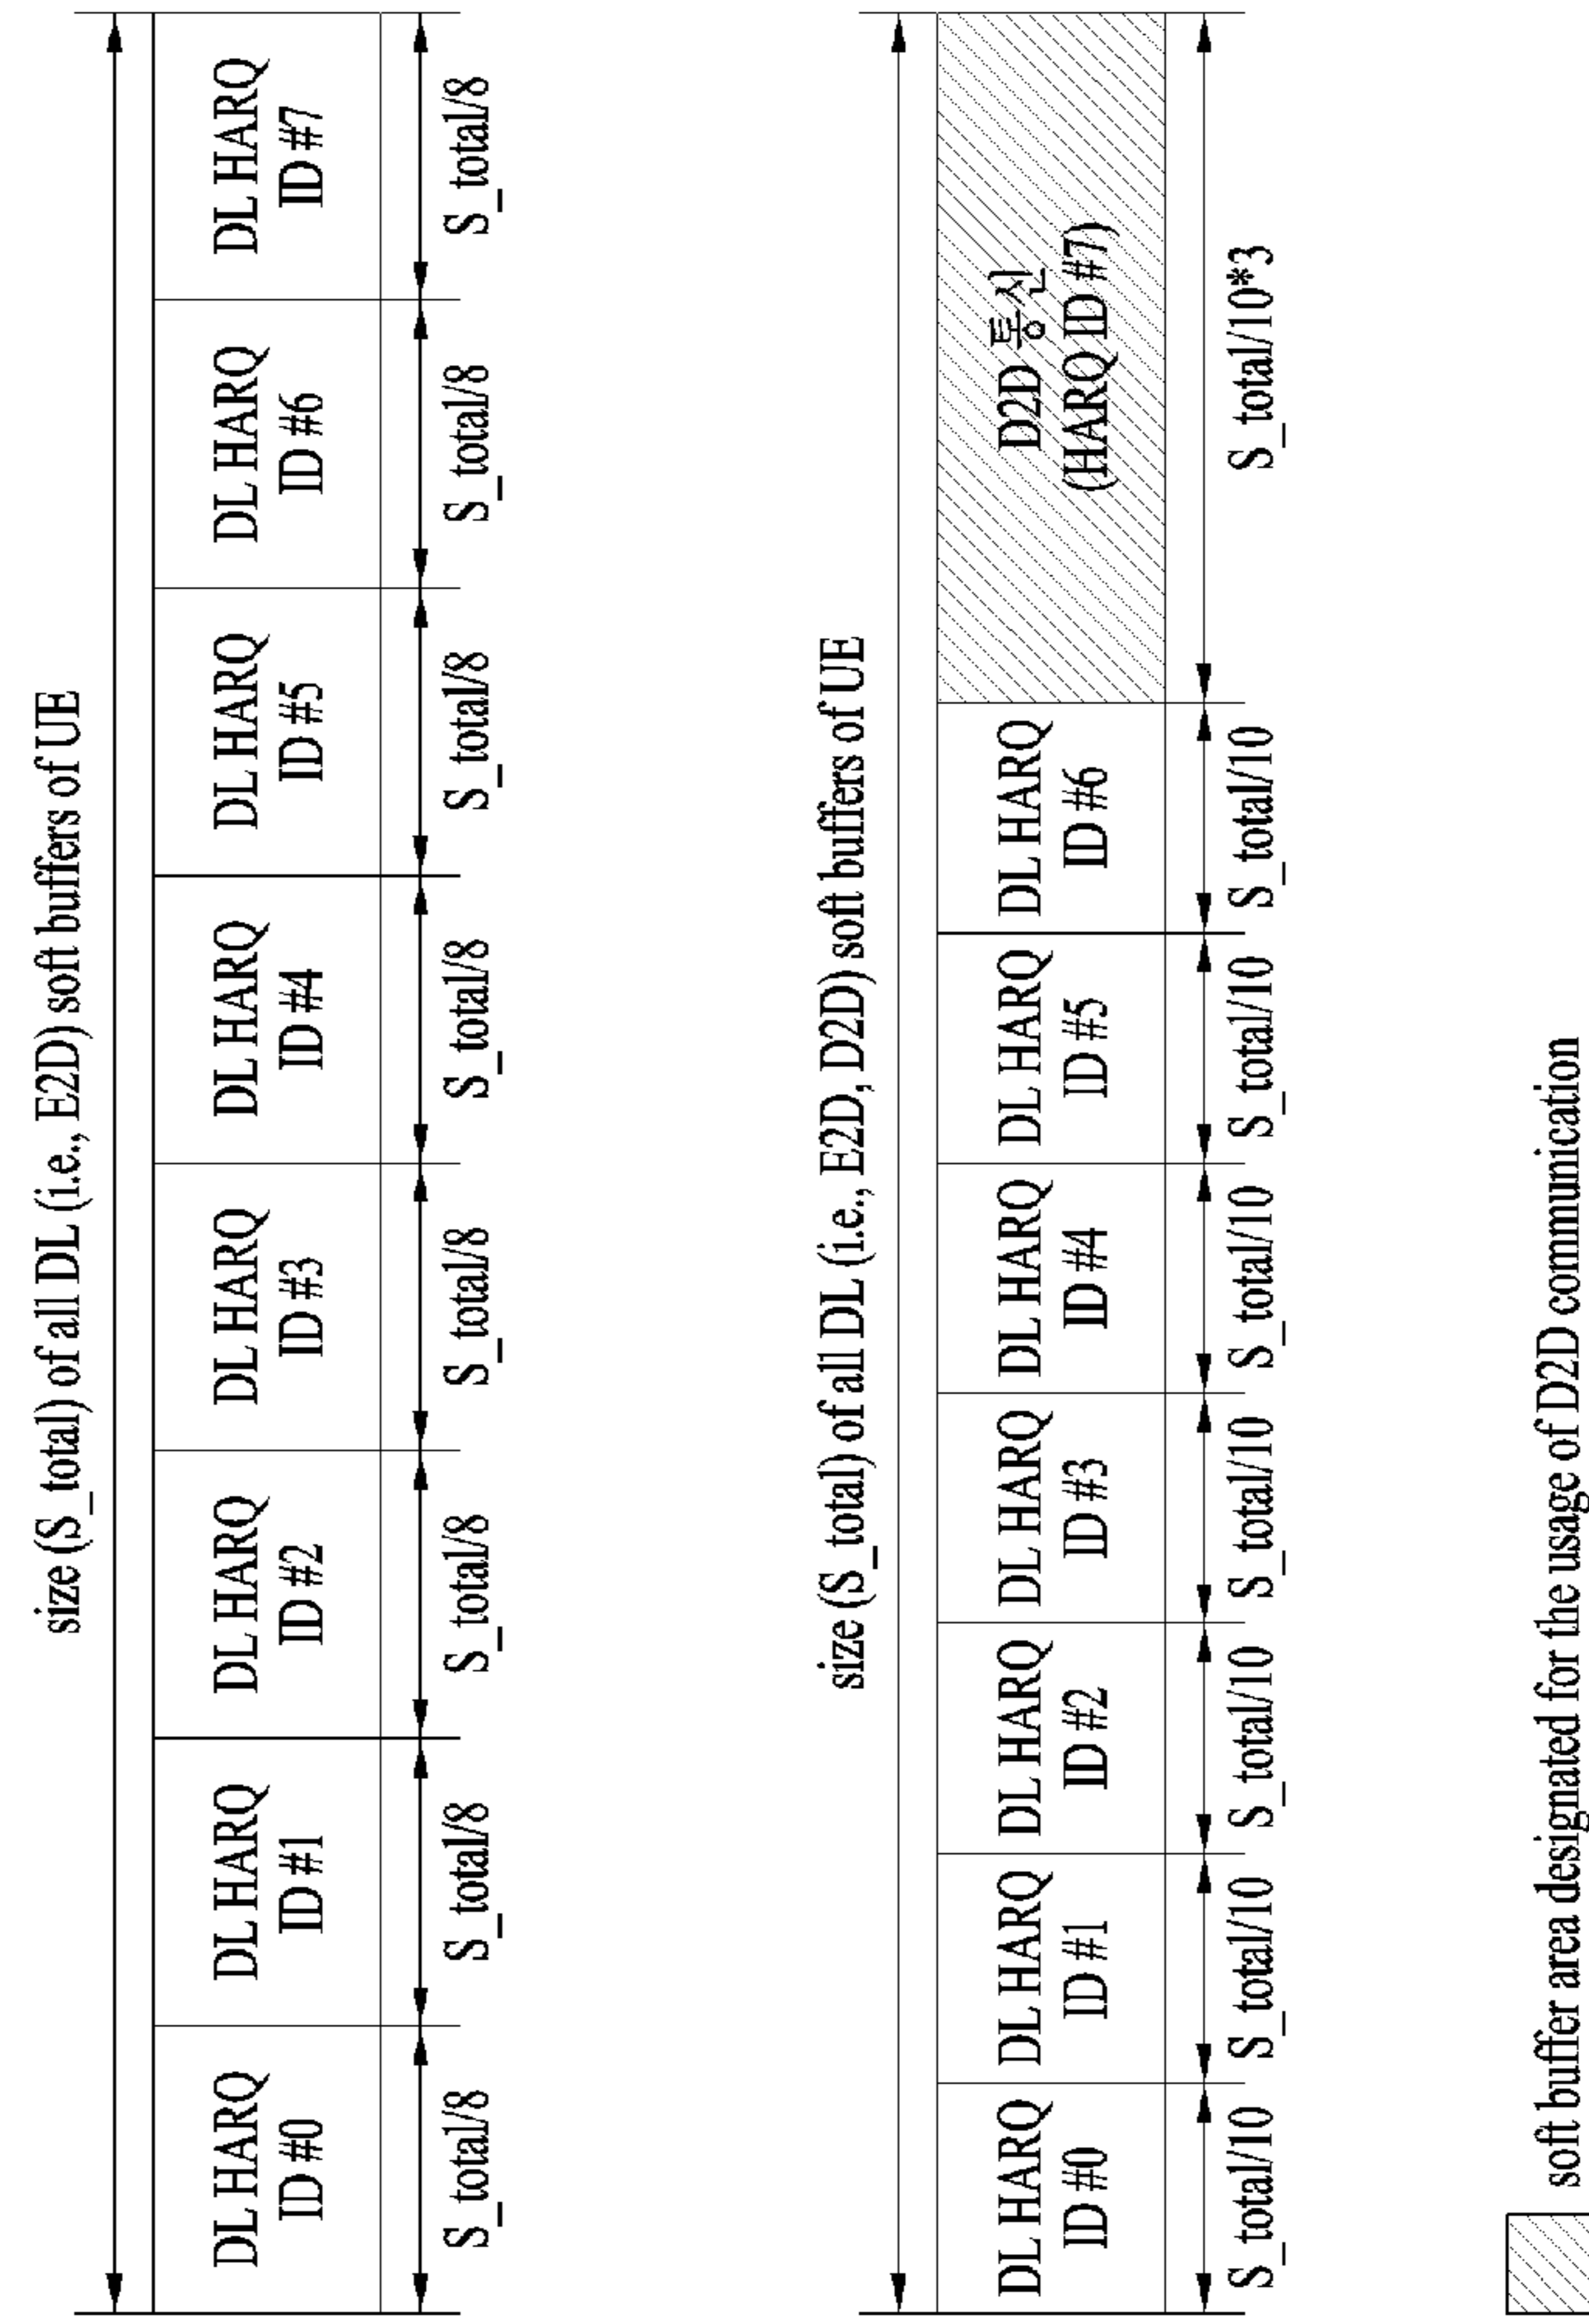 size (S_total) of all DL (i.e., E2D) soft buffers of UE
DL HARQ
ID #0
DL HARQ
ID #1
DL HARQ
ID #2
DL HARQ
ID #3
DL HARQ
ID #4
DL HARQ
ID #5
DL HARQ
ID #6
DL HARQ
ID #7
S_total/8
S_total/8
S_total/8
S_total/8
S_total/8
S_total/8
S_total/8
S_total/8
size (S_total) of all DL (i.e., E2D, D2D) soft buffers of UE
DL HARQ
ID #0
DL HARQ
ID #1
DL HARQ
ID #2
DL HARQ
ID #3
DL HARQ
ID #4
DL HARQ
ID #5
DL HARQ
ID #6
D2D 통신
(HARQ ID #7)
S_total/10
S_total/10
S_total/10
S_total/10
S_total/10
S_total/10
S_total/10
S_total/10*3
soft buffer area designated for the usage of D2D communication